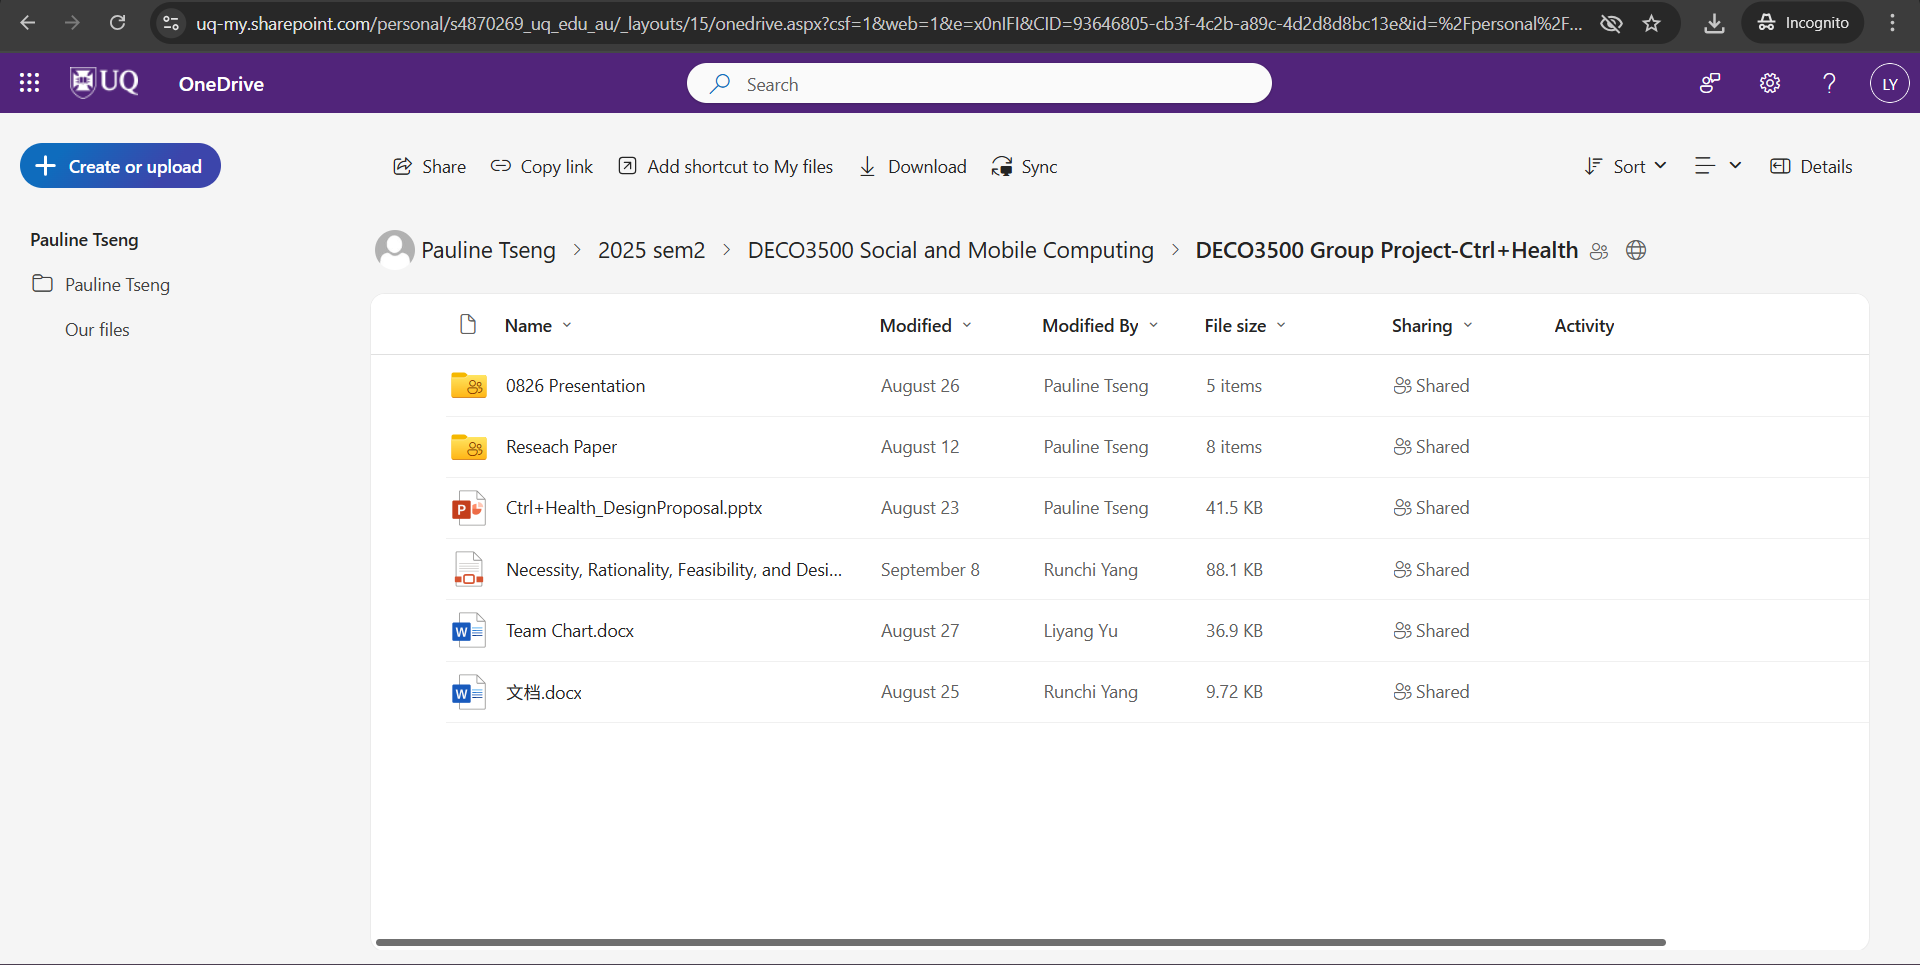 uq-my.sharepoint.com/personal/s4870269_uq_edu_au/_layouts/15/onedrive.aspx?csf=1&web=1&e=x0nIFI&CID=93646805-cb3f-4c2b-a89c-4d2d8d8bc13e&id=%2Fpersonal%2F...
Incognito
UQ
OneDrive
Search
LY
Create or upload
Share
Copy link
Add shortcut to My files
Download
Sync
Sort
Details
Pauline Tseng
Pauline Tseng
Our files
Pauline Tseng > 2025 sem2 > DECO3500 Social and Mobile Computing > DECO3500 Group Project-Ctrl+Health
Name Modified Modified By File size Sharing Activity
0826 Presentation August 26 Pauline Tseng 5 items Shared
Reseach Paper August 12 Pauline Tseng 8 items Shared
Ctrl+Health_DesignProposal.pptx August 23 Pauline Tseng 41.5 KB Shared
Necessity, Rationality, Feasibility, and Desi... September 8 Runchi Yang 88.1 KB Shared
Team Chart.docx August 27 Liyang Yu 36.9 KB Shared
文档.docx August 25 Runchi Yang 9.72 KB Shared